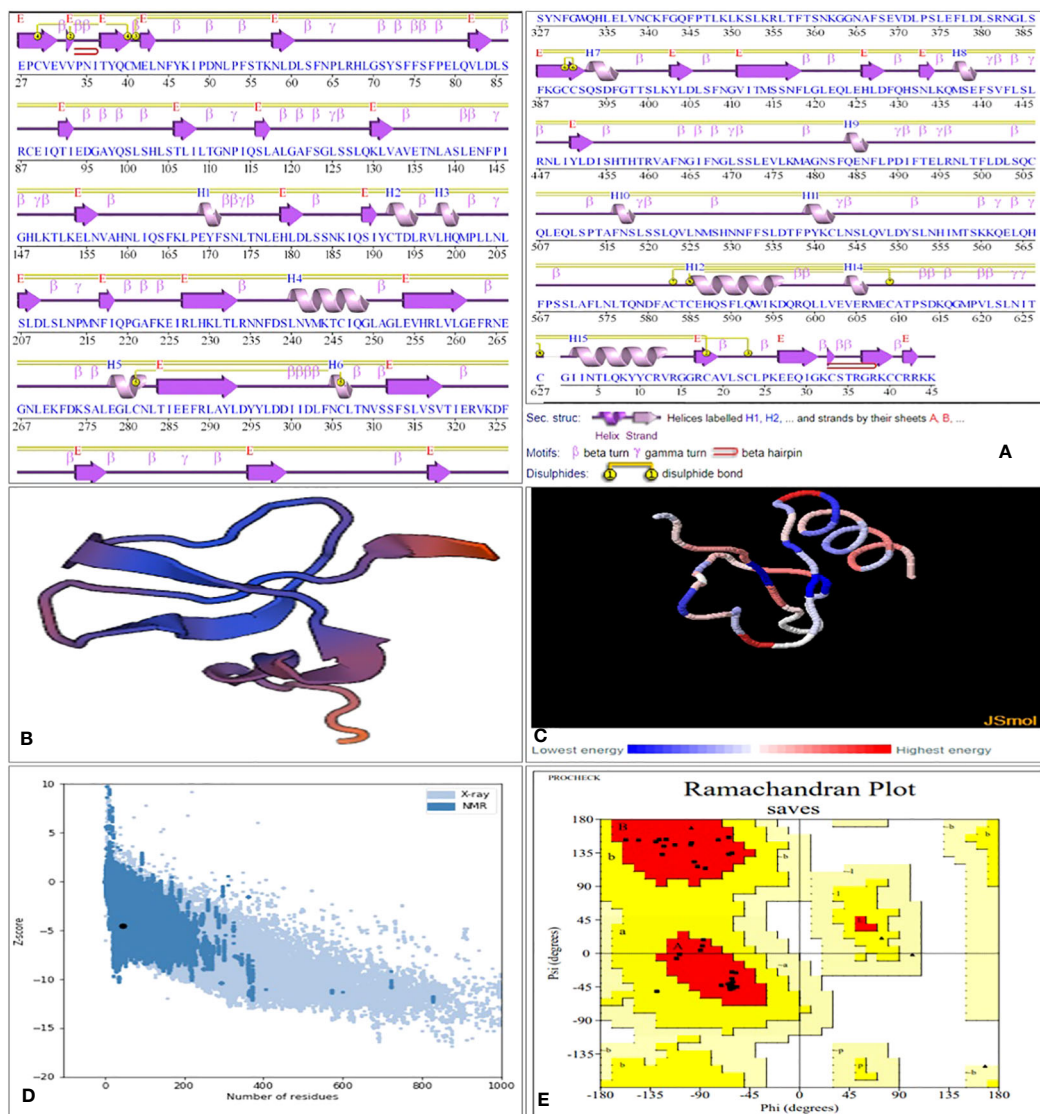 E E E E E
β β ββ β β β β β β β β β β
EPCVEVVPNITYQCMELNFYKIPDNLPFSTKNLDLSFNPLRHLGSYSFFSFPELQVLDLS
27 35 40 45 50 55 60 65 70 75 80 85
E E E E
RCEIQTIEDGAYQSLSHLSTLILTGNPIQSLALGAFSGLSSLQKLVAVETNLASLENFPI
87 95 100 105 110 115 120 125 130 135 140 145
E H1 E E H2 H3
GHLKTLKELNVAHNLIQSFKLPEYFSNLTNLEHLDLSSNKIQSIYCTDLRVLHQMPLLNL
147 155 160 165 170 175 180 185 190 195 200 205
E E E H4 E
SLDLSLNPMNFIQPGAFKEIRLHKLTLRNNFDSLNVMKTCIQGLAGLEVHRLVLGEFRNE
207 215 220 225 230 235 240 245 250 255 260 265
H5 E H6 E
GNLEKFDKSALEGLCNLTIEEFRLAYLDYYLDDIIDLFNCLTNVSSFSLVSVTIERVKDF
267 275 280 285 290 295 300 305 310 315 320 325
E E E
SYNFGWQHLELVNCKFGQFPTLKLKSLKRLTFTSNKGGNAFSEVDLPSLEFLDLSRNGLS
327 335 340 345 350 355 360 365 370 375 380 385
E H7 E E E E H8
FKGCCSQSDFGTTSLKYLDLSFNGVITMSSNFLGLEQLEHLDFQHSNLKQMSEFSVFLSL
387 395 400 405 410 415 420 425 430 435 440 445
E H9
RNLIYLDISHTHTRVAFNGIFNGLSSLEVLKMAGNSFQENFLPDIFTELRNLTFLDLSQC
447 455 460 465 470 475 480 485 490 495 500 505
H10 H11
QLEQLSPTAFNSLSSLQVLNMSHNNFFSLDTFPYKCLNSLQVLDYSLNHIMTSKKQELQH
507 515 520 525 530 535 540 545 550 555 560 565
H12 H14
FPSSLAFLNLTQNDFACTCEHQSFLQWIKDQRQLLVEVERMECATPSDKQGMPVLSLNIT
567 575 580 585 590 595 600 605 610 615 620 626
H15 E E E
C GIINTLQKYYCRVRGGRCAVLSCLPKEEQIGKCSTRGRKCCRRKK
627 5 10 15 20 25 30 35 40 45
Sec. struc: Helices labelled H1, H2, ... and strands by their sheets A, B, ...
Helix Strand
Motifs: β beta turn γ gamma turn beta hairpin
Disulphides: 1 1 disulphide bond
A
B
JSmol
C
Lowest energy Highest energy
X-ray
NMR
10
5
0
−5
−10
−15
−20
Z-score
0 200 400 600 800 1000
Number of residues
D
PROCHECK
Ramachandran Plot
saves
180
135
90
45
0
-45
-90
-135
Psi (degrees)
B
b
a
A
b
~b
~l
l
~a
~p
p
~b
-180 -135 -90 -45 0 45 90 135 180
Phi (degrees)
E